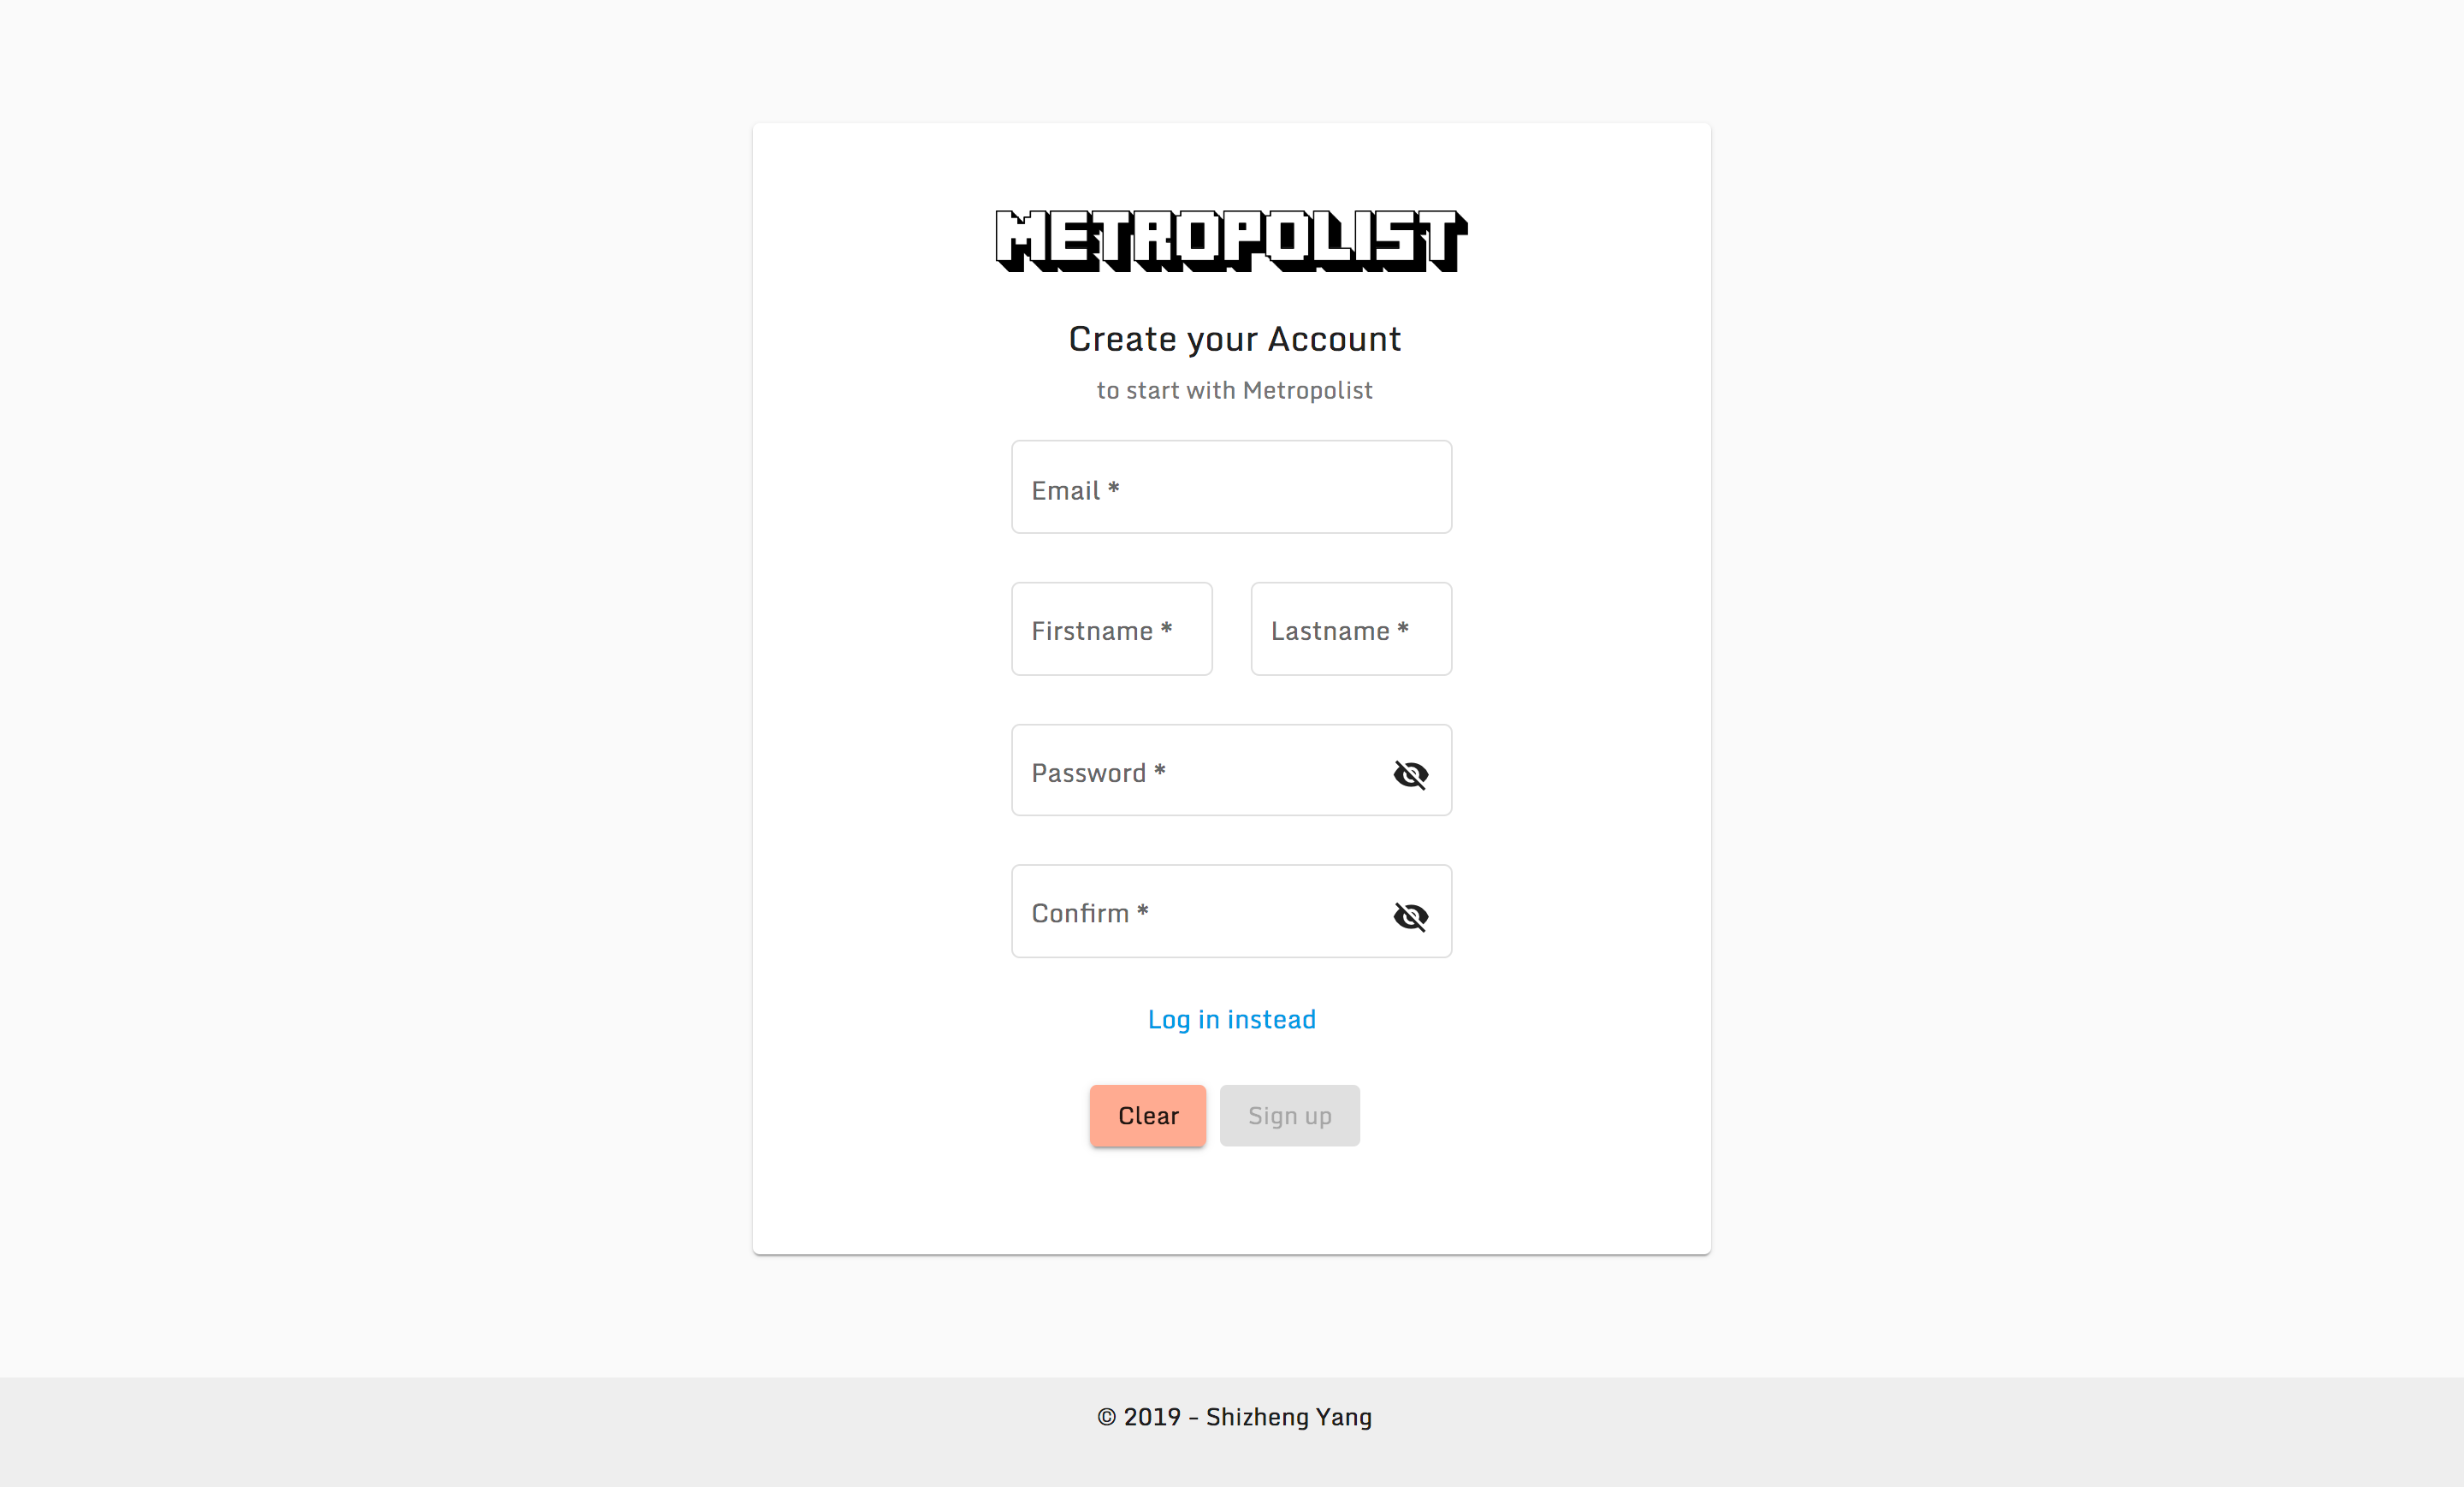 METROPOLIST
Create your Account
to start with Metropolist
Email *
Firstname * Lastname *
Password *
Confirm *
Log in instead
Clear Sign up
© 2019 - Shizheng Yang